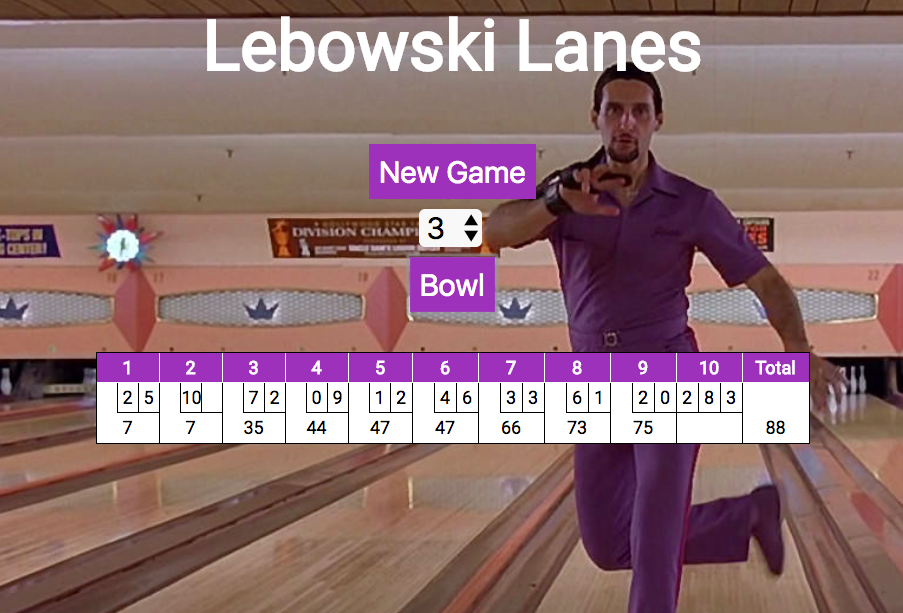 Lebowski Lanes
New Game
DIVISION CHAMPI
3
Bowl
1 2 3 4 5 6 7 8 9 10 Total
2 5 10 7 2 0 9 1 2 4 6 3 3 6 1 2 0 2 8 3
7 7 35 44 47 47 66 73 75 88